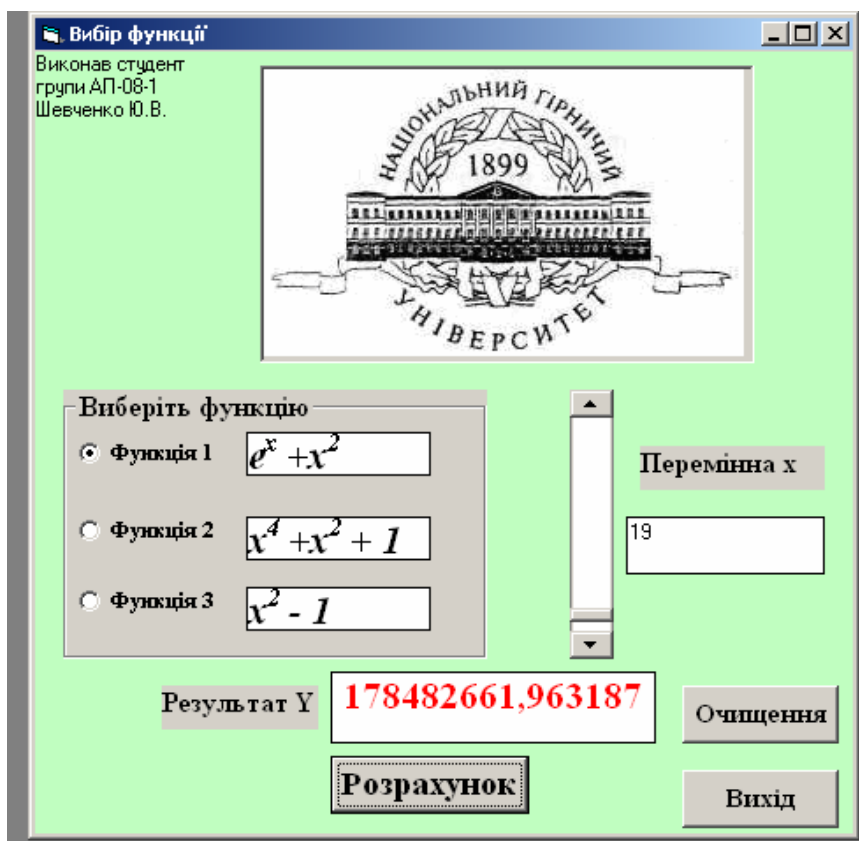 Вибір функції
Виконав студент
групи АП-08-1
Шевченко Ю.В.
НАЦІОНАЛЬНИЙ ГІРНИЧИЙ
1899
УНІВЕРСИТЕТ
Виберіть функцію
Функція 1 e^x +x^2
Функція 2 x^4 +x^2 + 1
Функція 3 x^2 - 1
Перемінна х
19
Результат Y 178482661,963187
Очищення
Розрахунок
Вихід